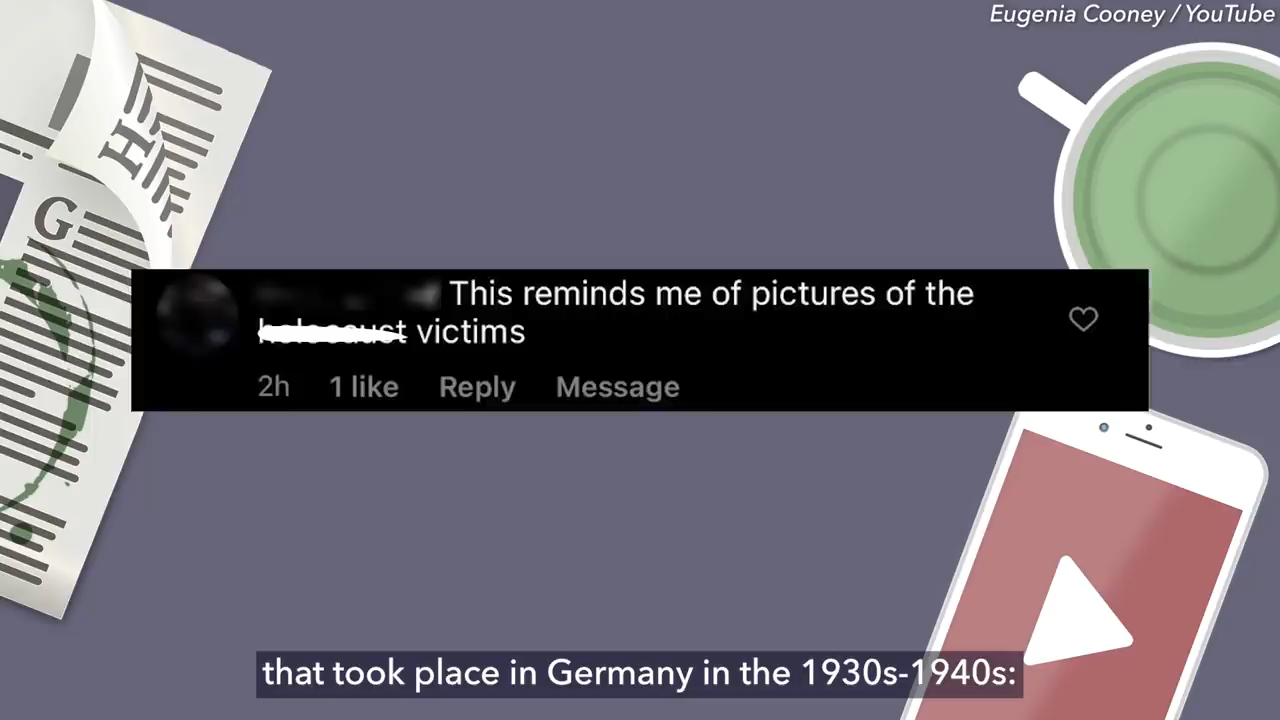 Eugenia Cooney / YouTube
H
G
This reminds me of pictures of the
holocaust victims
2h 1 like Reply Message
that took place in Germany in the 1930s-1940s: